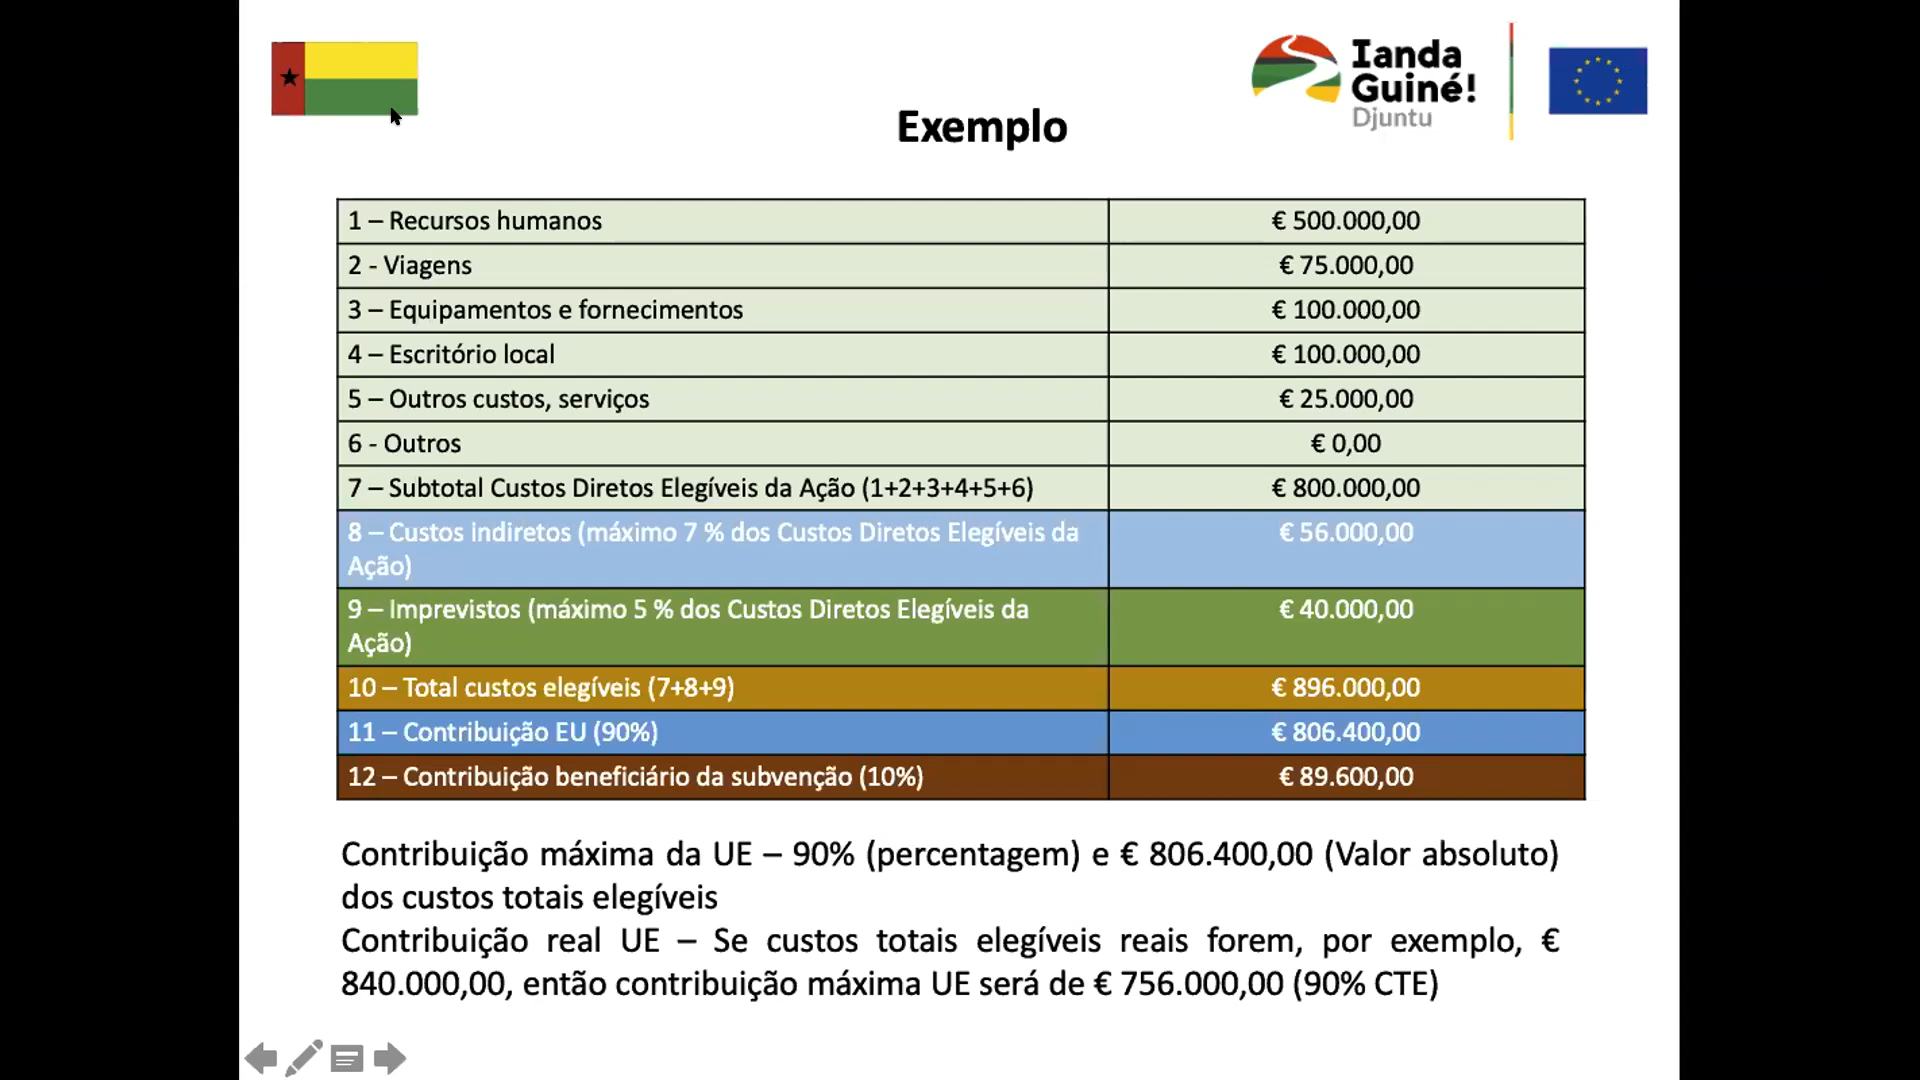 Ianda
Guiné!
Djuntu
Exemplo
1 – Recursos humanos € 500.000,00
2 - Viagens € 75.000,00
3 – Equipamentos e fornecimentos € 100.000,00
4 – Escritório local € 100.000,00
5 – Outros custos, serviços € 25.000,00
6 - Outros € 0,00
7 – Subtotal Custos Diretos Elegíveis da Ação (1+2+3+4+5+6) € 800.000,00
8 – Custos indiretos (máximo 7 % dos Custos Diretos Elegíveis da € 56.000,00
Ação)
9 – Imprevistos (máximo 5 % dos Custos Diretos Elegíveis da € 40.000,00
Ação)
10 – Total custos elegíveis (7+8+9) € 896.000,00
11 – Contribuição EU (90%) € 806.400,00
12 – Contribuição beneficiário da subvenção (10%) € 89.600,00
Contribuição máxima da UE – 90% (percentagem) e € 806.400,00 (Valor absoluto)
dos custos totais elegíveis
Contribuição real UE – Se custos totais elegíveis reais forem, por exemplo, €
840.000,00, então contribuição máxima UE será de € 756.000,00 (90% CTE)